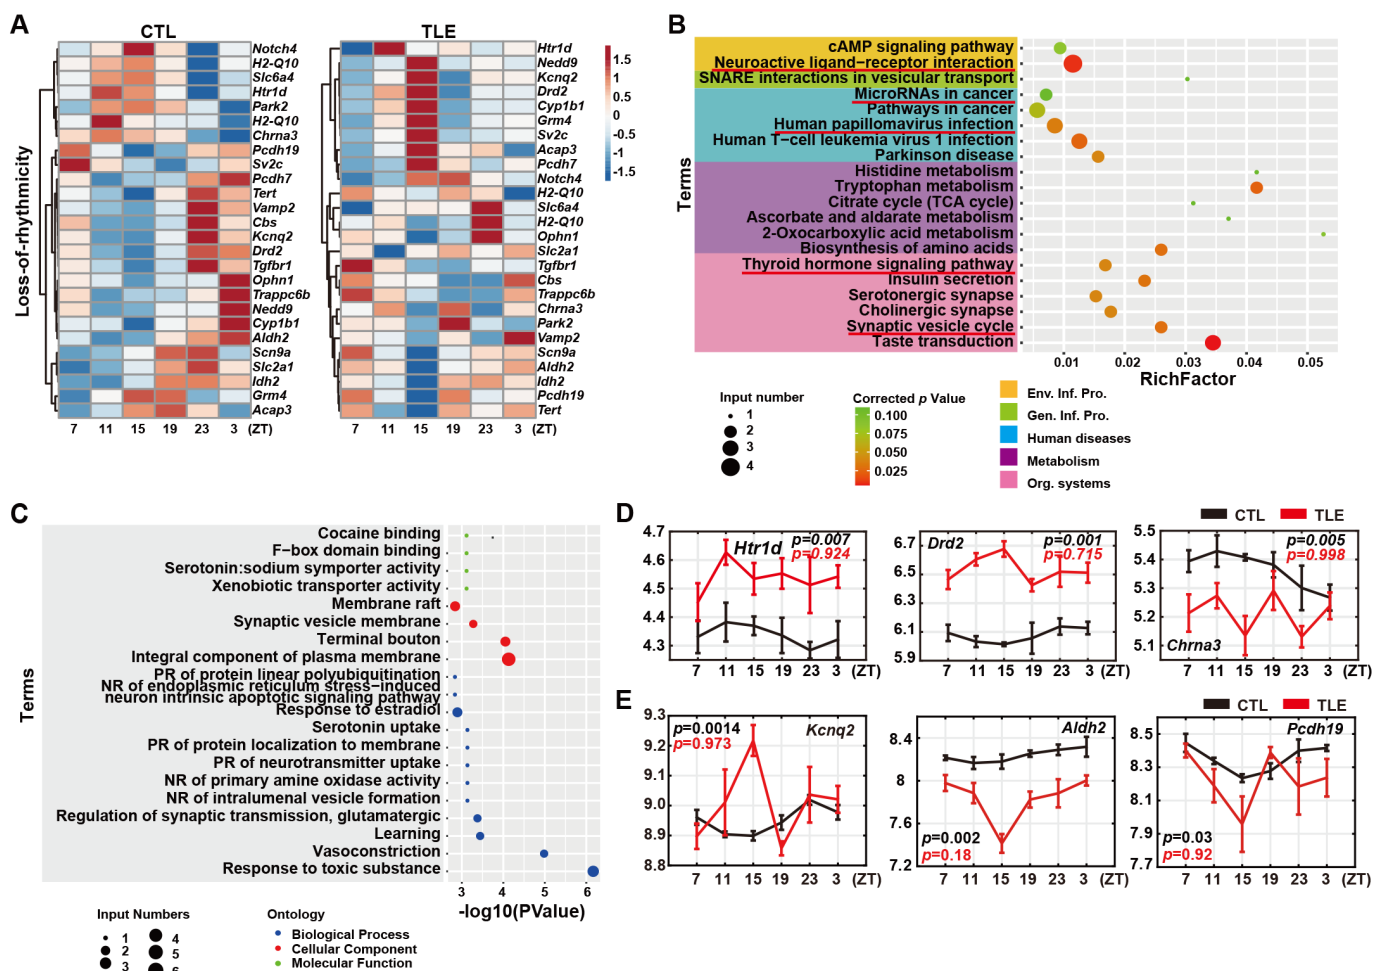 A
CTL
TLE
Loss-of-rhythmicity
Notch4
H2-Q10
Slc6a4
Htr1d
Park2
H2-Q10
Chrna3
Pcdh19
Sv2c
Pcdh7
Tert
Vamp2
Cbs
Kcnq2
Drd2
Tgfbr1
Ophn1
Trappc6b
Nedd9
Cyp1b1
Aldh2
Scn9a
Slc2a1
Idh2
Grm4
Acap3
7 11 15 19 23 3 (ZT)
Htr1d
Nedd9
Kcnq2
Drd2
Cyp1b1
Grm4
Sv2c
Acap3
Pcdh7
Notch4
H2-Q10
Slc6a4
H2-Q10
Ophn1
Slc2a1
Tgfbr1
Cbs
Trappc6b
Chrna3
Park2
Vamp2
Scn9a
Aldh2
Idh2
Pcdh19
Tert
7 11 15 19 23 3 (ZT)
1.5
1
0.5
0
-0.5
-1
-1.5
B
Terms
cAMP signaling pathway
Neuroactive ligand−receptor interaction
SNARE interactions in vesicular transport
MicroRNAs in cancer
Pathways in cancer
Human papillomavirus infection
Human T−cell leukemia virus 1 infection
Parkinson disease
Histidine metabolism
Tryptophan metabolism
Citrate cycle (TCA cycle)
Ascorbate and aldarate metabolism
2-Oxocarboxylic acid metabolism
Biosynthesis of amino acids
Thyroid hormone signaling pathway
Insulin secretion
Serotonergic synapse
Cholinergic synapse
Synaptic vesicle cycle
Taste transduction
0.01 0.02 0.03 0.04 0.05
RichFactor
Input number
1
2
3
4
Corrected p Value
0.100
0.075
0.050
0.025
Env. Inf. Pro.
Gen. Inf. Pro.
Human diseases
Metabolism
Org. systems
C
Terms
Cocaine binding
F−box domain binding
Serotonin:sodium symporter activity
Xenobiotic transporter activity
Membrane raft
Synaptic vesicle membrane
Terminal bouton
Integral component of plasma membrane
PR of protein linear polyubiquitination
NR of endoplasmic reticulum stress−induced
neuron intrinsic apoptotic signaling pathway
Response to estradiol
Serotonin uptake
PR of protein localization to membrane
PR of neurotransmitter uptake
NR of primary amine oxidase activity
NR of intralumenal vesicle formation
Regulation of synaptic transmission, glutamatergic
Learning
Vasoconstriction
Response to toxic substance
3 4 5 6
-log10(PValue)
Input Numbers
1
2
3
4
5
6
Ontology
Biological Process
Cellular Component
Molecular Function
D
CTL TLE
4.7
4.6
4.5
4.4
4.3
Htr1d
p=0.007
p=0.924
7 11 15 19 23 3 (ZT)
6.7
6.5
6.3
6.1
5.9
Drd2
p=0.001
p=0.715
7 11 15 19 23 3 (ZT)
5.5
5.4
5.3
5.2
5.1
p=0.005
p=0.998
Chrna3
7 11 15 19 23 3 (ZT)
E
CTL TLE
9.3
9.2
9.1
9.0
8.9
8.8
p=0.0014
p=0.973
Kcnq2
7 11 15 19 23 3 (ZT)
8.4
8
7.6
7.2
Aldh2
p=0.002
p=0.18
7 11 15 19 23 3 (ZT)
8.5
8.3
8.1
7.9
7.7
Pcdh19
p=0.03
p=0.92
7 11 15 19 23 3 (ZT)